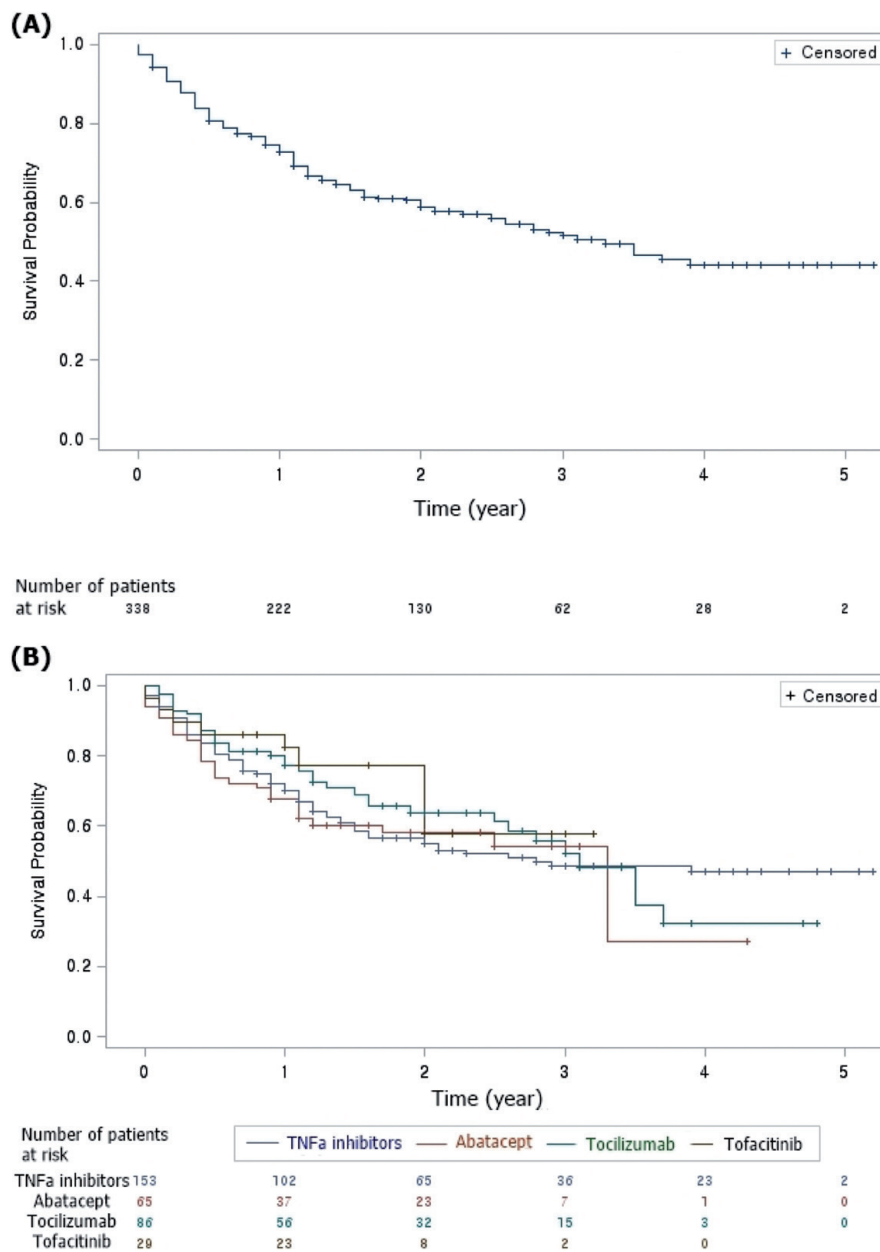 (A)
+ Censored
Survival Probability
1.0
0.8
0.6
0.4
0.2
0.0
0 1 2 3 4 5
Time (year)
Number of patients
at risk 338 222 130 62 28 2
(B)
+ Censored
Survival Probability
1.0
0.8
0.6
0.4
0.2
0.0
0 1 2 3 4 5
Time (year)
Number of patients
at risk
TNFa inhibitors Abatacept Tocilizumab Tofacitinib
TNFa inhibitors 153 102 65 36 23 2
Abatacept 65 37 23 7 1 0
Tocilizumab 86 56 32 15 3 0
Tofacitinib 29 23 8 2 0